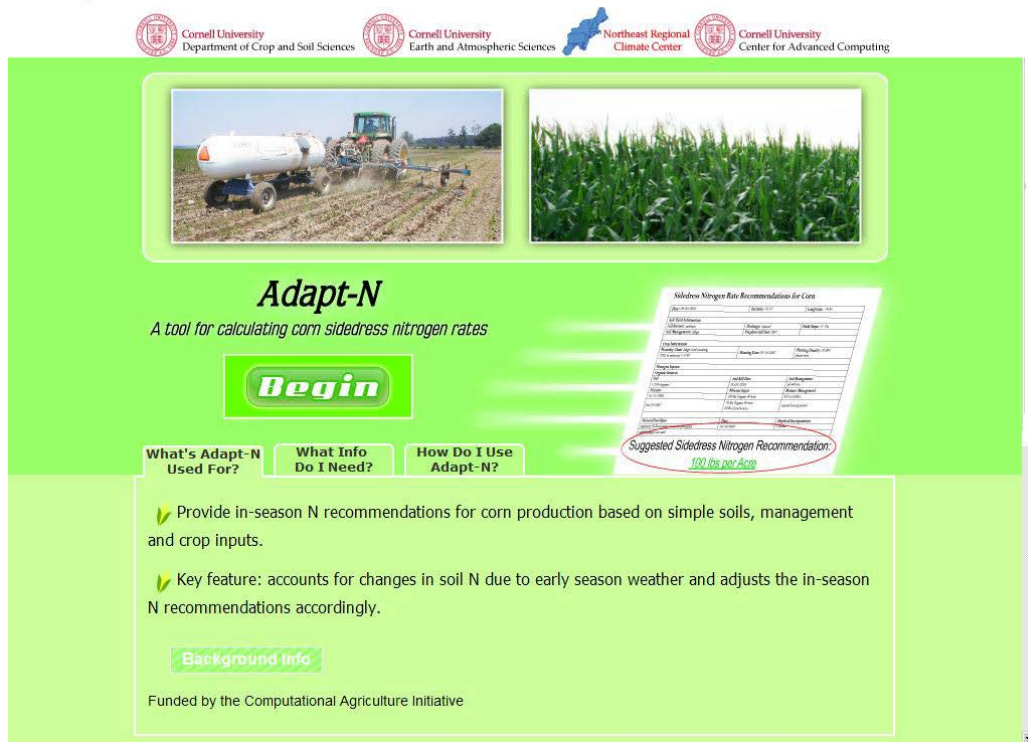 Cornell University
Department of Crop and Soil Sciences
Cornell University
Earth and Atmospheric Sciences
Northeast Regional
Climate Center
Cornell University
Center for Advanced Computing
Adapt-N
A tool for calculating corn sidedress nitrogen rates
Begin
Sidedress Nitrogen Rate Recommendations for Corn
Suggested Sidedress Nitrogen Recommendation:
100 lbs per Acre
What's Adapt-N
Used For?
What Info
Do I Need?
How Do I Use
Adapt-N?
Provide in-season N recommendations for corn production based on simple soils, management
and crop inputs.
Key feature: accounts for changes in soil N due to early season weather and adjusts the in-season
N recommendations accordingly.
Background Info
Funded by the Computational Agriculture Initiative